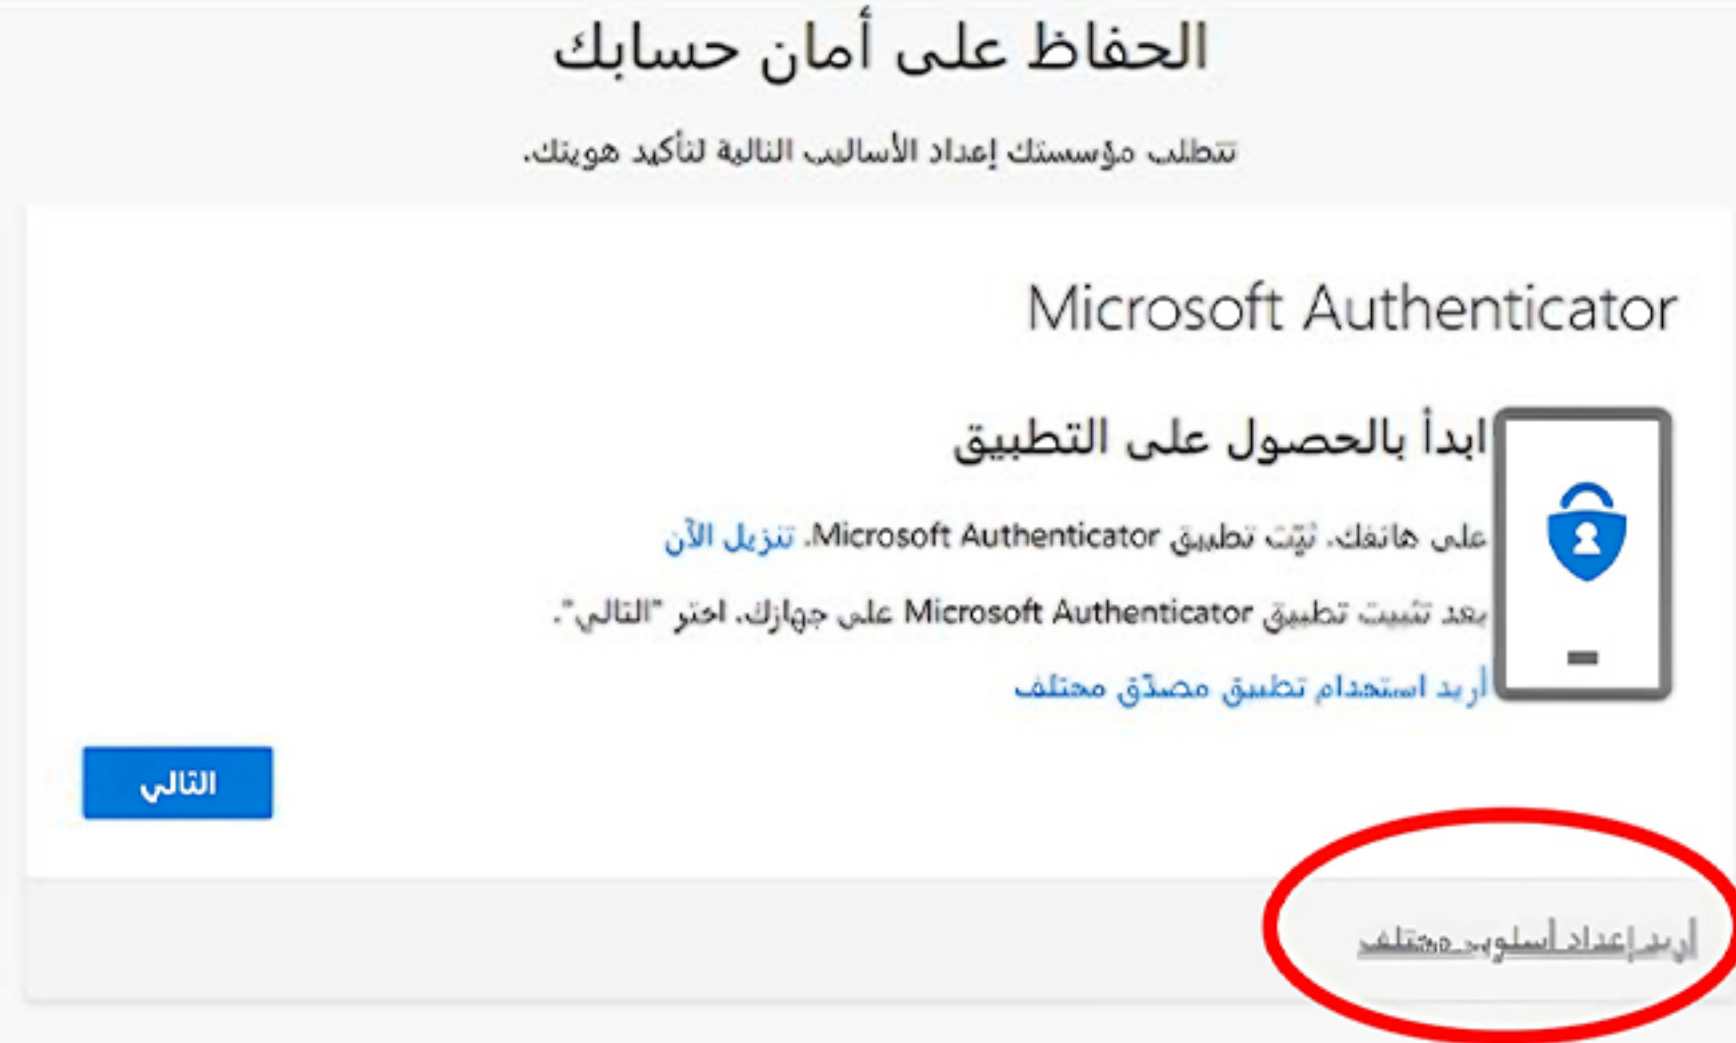 الحفاظ على أمان حسابك
تتطلب مؤسستك إعداد الأساليب التالية لتأكيد هويتك.
Microsoft Authenticator
ابدأ بالحصول على التطبيق
على هاتفك، ثبّت تطبيق Microsoft Authenticator. تنزيل الآن
بعد تثبيت تطبيق Microsoft Authenticator على جهازك، اختر "التالي".
أريد استخدام تطبيق مصدّق مختلف
التالي
أريد إعداد أسلوب مختلف